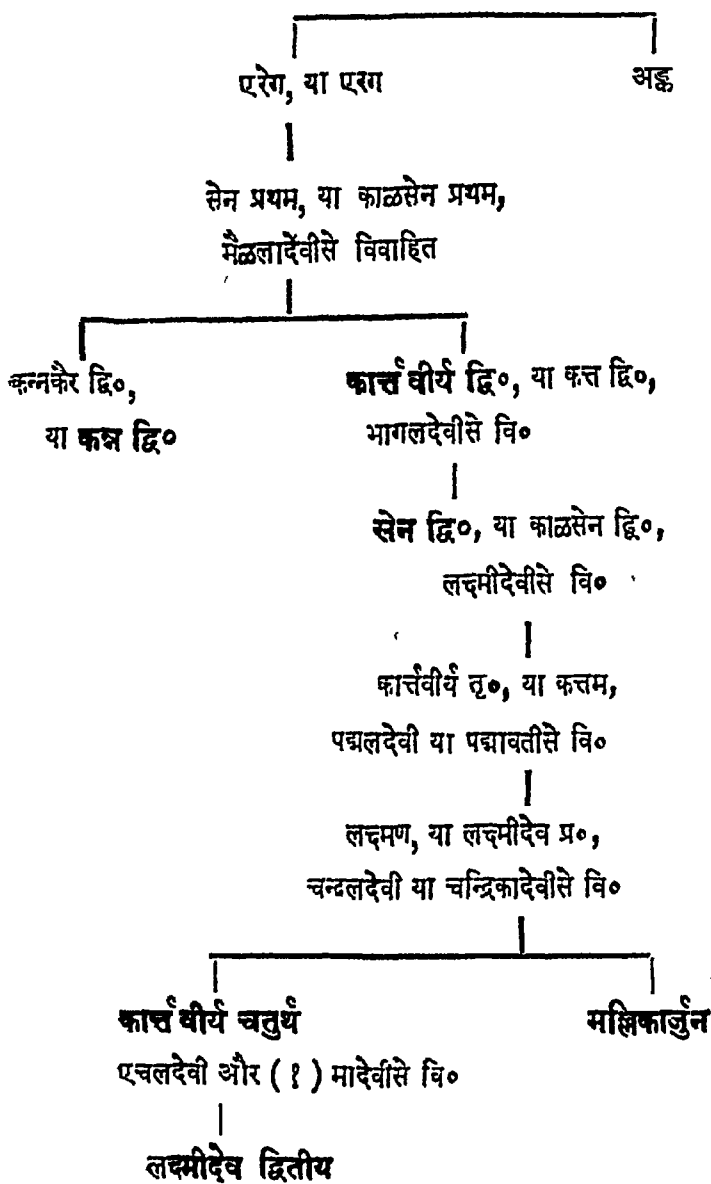 एरेग, या एरग
अङ्क
सेन प्रथम, या काळसेन प्रथम,
मैळलादेवीसे विवाहित
कन्नकैर द्वि०,
या कन्न द्वि०
कार्त्तवीर्य द्वि०, या कत्त द्वि०,
भागलदेवीसे वि०
सेन द्वि०, या काळसेन द्वि०,
लक्ष्मीदेवीसे वि०
कार्त्तवीर्य तृ०, या कत्तम,
पद्मलदेवी या पद्मावतीसे वि०
लक्ष्मण, या लक्ष्मीदेव प्र०,
चन्दलदेवी या चन्द्रिकादेवीसे वि०
कार्त्तवीर्य चतुर्थ
मल्लिकार्जुन
एचलदेवी और (१) मादेवीसे वि०
लक्ष्मीदेव द्वितीय